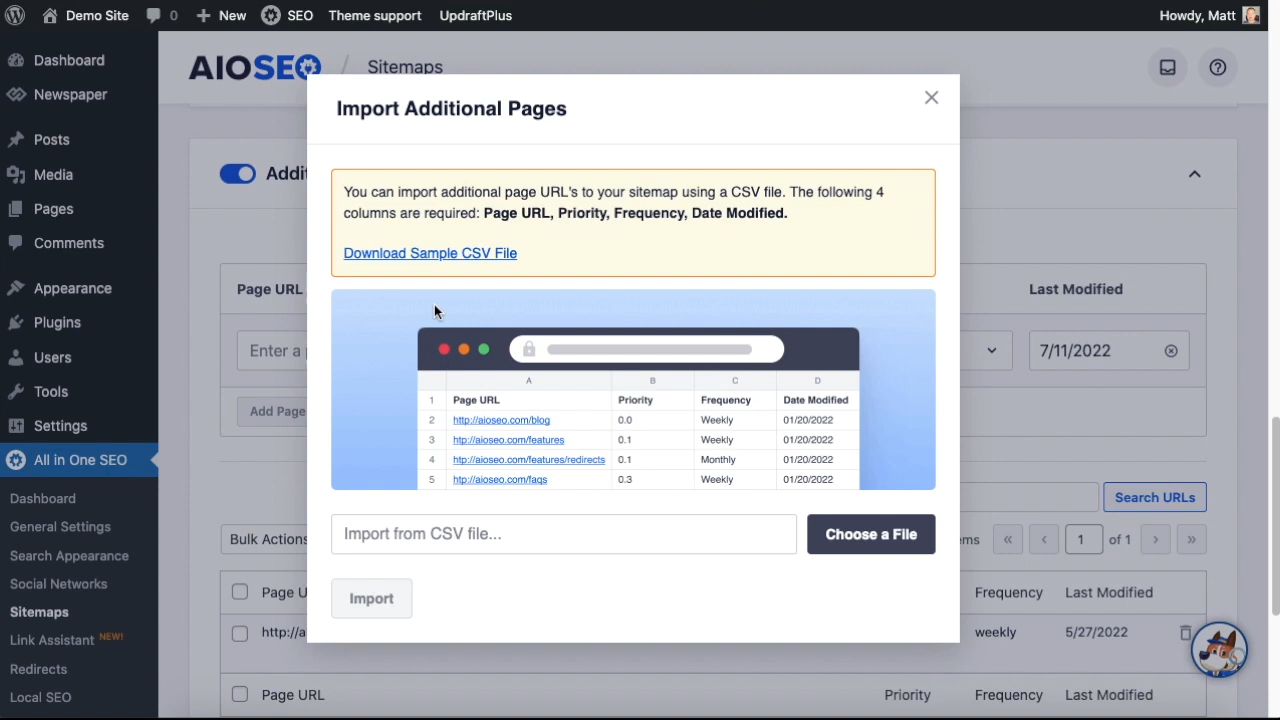 Demo Site 0 New SEO Theme support UpdraftPlus Howdy, Matt
Dashboard
Newspaper
Posts
Media
Pages
Comments
Appearance
Plugins
Users
Tools
Settings
All in One SEO
Dashboard
General Settings
Search Appearance
Social Networks
Sitemaps
Link Assistant NEW!
Redirects
Local SEO
AIOSEO / Sitemaps
Import Additional Pages
You can import additional page URL's to your sitemap using a CSV file. The following 4
columns are required: Page URL, Priority, Frequency, Date Modified.
Download Sample CSV File
A B C D
1 Page URL Priority Frequency Date Modified
2 http://aioseo.com/blog 0.0 Weekly 01/20/2022
3 htp://aioseo.com/features 0.1 Weekly 01/20/2022
4 htp://aioseo.com/features/redirects 0.1 Monthly 01/20/2022
5 htp://aioseo.com/faqs 0.3 Weekly 01/20/2022
Import from CSV file... Choose a File
Import
Addit
Page URL Last Modified
Enter a p 7/11/2022
Add Page
Search URLs
Bulk Actions ems « ‹ 1 of 1 › »
Page U Frequency Last Modified
http://a weekly 5/27/2022
Page URL Priority Frequency Last Modified